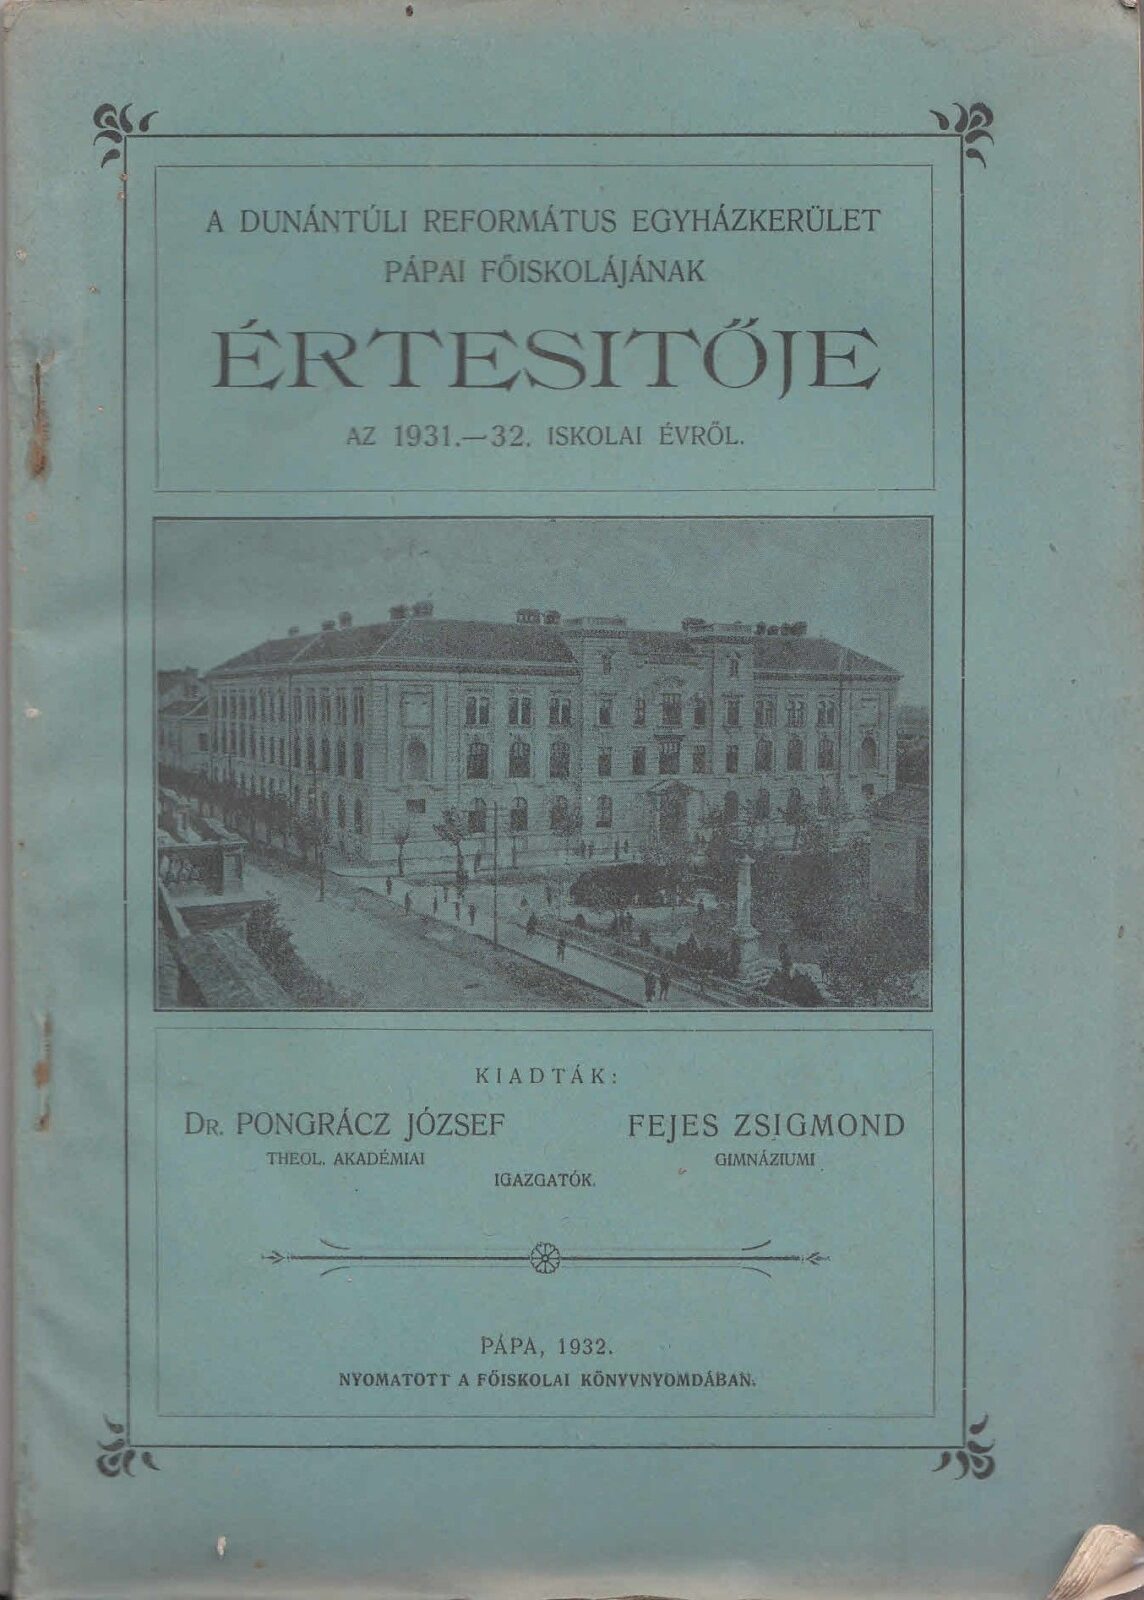 A DUNÁNTÚLI REFORMÁTUS EGYHÁZKERÜLET
PÁPAI FŐISKOLÁJÁNAK
ÉRTESITŐJE
AZ 1931.—32. ISKOLAI ÉVRŐL.
KIADTÁK:
DR. PONGRÁCZ JÓZSEF FEJES ZSIGMOND
THEOL. AKADÉMIAI GIMNÁZIUMI
IGAZGATÓK.
PÁPA, 1932.
NYOMATOTT A FŐISKOLAI KÖNYVNYOMDÁBAN.